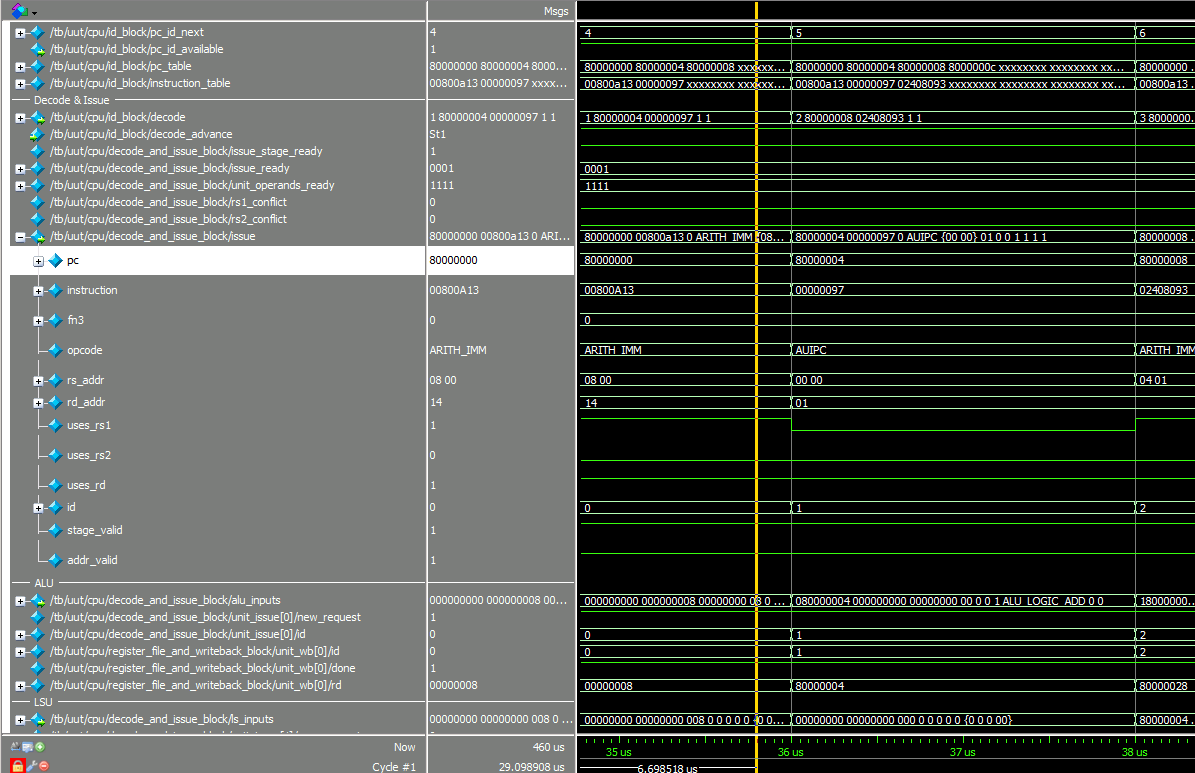 Msgs
/tb/uut/cpu/id_block/pc_id_next 4 4 5 6
/tb/uut/cpu/id_block/pc_id_available 1
/tb/uut/cpu/id_block/pc_table 80000000 80000004 8000... 80000000 80000004 80000008 xxxxxx... 80000000 80000004 80000008 8000000c xxxxxxxx xxxxxxxx xx... 80000000 ...
/tb/uut/cpu/id_block/instruction_table 00800a13 00000097 xxxx... 00800a13 00000097 xxxxxxxx xxxxxx... 00800a13 00000097 02408093 xxxxxxxx xxxxxxxx xxxxxxxx xx... 00800a13 ...
Decode & Issue
/tb/uut/cpu/id_block/decode 1 80000004 00000097 1 1 1 80000004 00000097 1 1 2 80000008 02408093 1 1 3 8000000...
/tb/uut/cpu/id_block/decode_advance St1
/tb/uut/cpu/decode_and_issue_block/issue_stage_ready 1
/tb/uut/cpu/decode_and_issue_block/issue_ready 0001 0001
/tb/uut/cpu/decode_and_issue_block/unit_operands_ready 1111 1111
/tb/uut/cpu/decode_and_issue_block/rs1_conflict 0
/tb/uut/cpu/decode_and_issue_block/rs2_conflict 0
/tb/uut/cpu/decode_and_issue_block/issue 80000000 00800a13 0 ARI... 80000000 00800a13 0 ARITH_IMM {08... 80000004 00000097 0 AUIPC {00 00} 01 0 0 1 1 1 1 80000008 ...
pc 80000000 80000000 80000004 80000008
instruction 00800A13 00800A13 00000097 02408093
fn3 0 0
opcode ARITH_IMM ARITH_IMM AUIPC ARITH_IMM
rs_addr 08 00 08 00 00 00 04 01
rd_addr 14 14 01
uses_rs1 1
uses_rs2 0
uses_rd 1
id 0 0 1 2
stage_valid 1
addr_valid 1
ALU
/tb/uut/cpu/decode_and_issue_block/alu_inputs 000000000 000000008 00... 000000000 000000008 00000000 08 0 ... 080000004 000000000 00000000 00 0 0 1 ALU_LOGIC_ADD 0 0 18000000...
/tb/uut/cpu/decode_and_issue_block/unit_issue[0]/new_request 1
/tb/uut/cpu/decode_and_issue_block/unit_issue[0]/id 0 0 1 2
/tb/uut/cpu/register_file_and_writeback_block/unit_wb[0]/id 0 0 1 2
/tb/uut/cpu/register_file_and_writeback_block/unit_wb[0]/done 1
/tb/uut/cpu/register_file_and_writeback_block/unit_wb[0]/rd 00000008 00000008 80000004 80000028
LSU
/tb/uut/cpu/decode_and_issue_block/ls_inputs 00000000 00000000 008 0 ... 00000000 00000000 008 0 0 0 0 0 {0 0... 00000000 00000000 000 0 0 0 0 0 {0 0 0 00} 80000004 ...
Now 460 us 35 us 36 us 37 us 38 us
Cycle #1 29.098908 us 6.698518 us